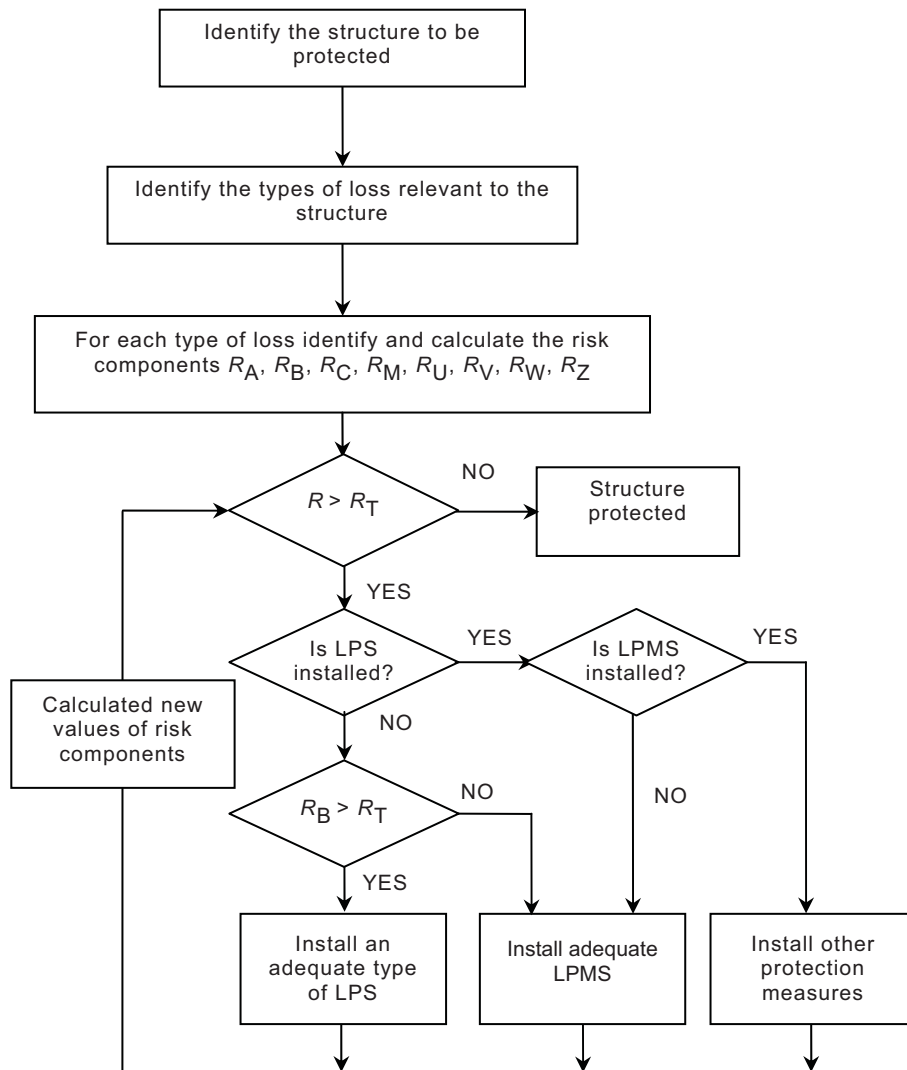 Identify the structure to be
protected
Identify the types of loss relevant to the
structure
For each type of loss identify and calculate the risk
components RA, RB, RC, RM, RU, RV, RW, RZ
R > RT
NO
Structure
protected
YES
Is LPS
installed?
YES
Is LPMS
installed?
YES
Calculated new
values of risk
components
NO
NO
RB > RT
NO
YES
Install an
adequate type
of LPS
Install adequate
LPMS
Install other
protection
measures